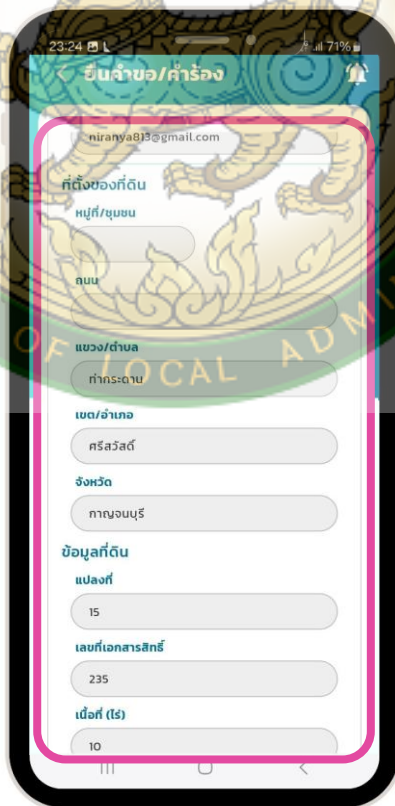 23:24
71%
ยื่นคำขอ/คำร้อง
niranya813@gmail.com
ที่ตั้งของที่ดิน
หมู่ที่/ชุมชน
ถนน
แขวง/ตำบล
ท่ากระดาน
OF LOCAL ADMI
เขต/อำเภอ
ศรีสวัสดิ์
จังหวัด
กาญจนบุรี
ข้อมูลที่ดิน
แปลงที่
15
เลขที่เอกสารสิทธิ์
235
เนื้อที่ (ไร่)
10